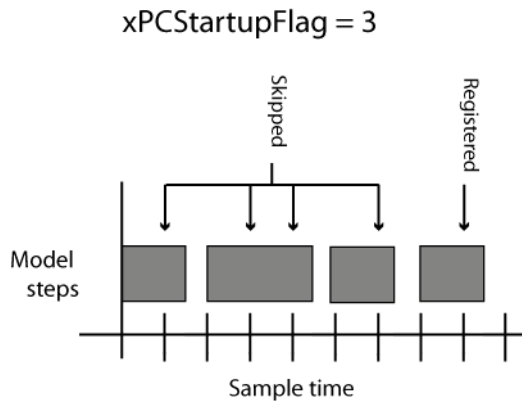 xPCStartupFlag = 3
Skipped
Registered
Model
steps
Sample time